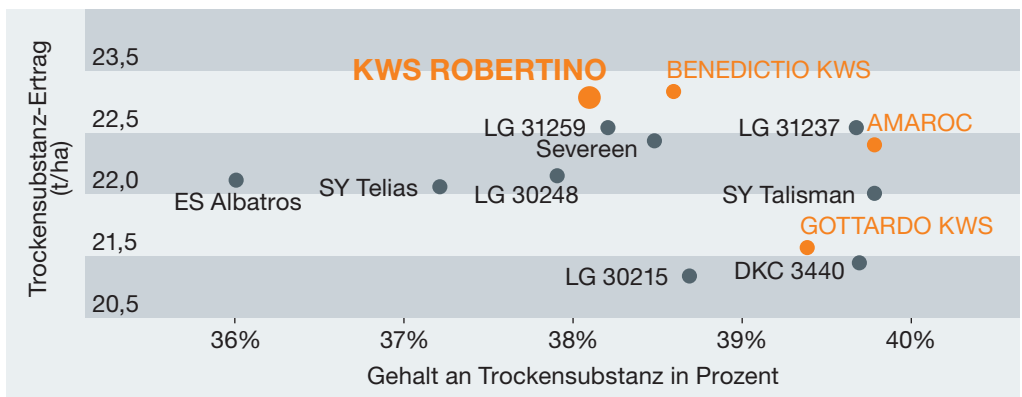 Trockensubstanz-Ertrag
(t/ha)
23,5
22,5
22,0
21,5
20,5
KWS ROBERTINO
BENEDICTIO KWS
LG 31259
LG 31237
AMAROC
Severeen
ES Albatros
SY Telias
LG 30248
SY Talisman
GOTTARDO KWS
LG 30215
DKC 3440
36%
37%
38%
39%
40%
Gehalt an Trockensubstanz in Prozent